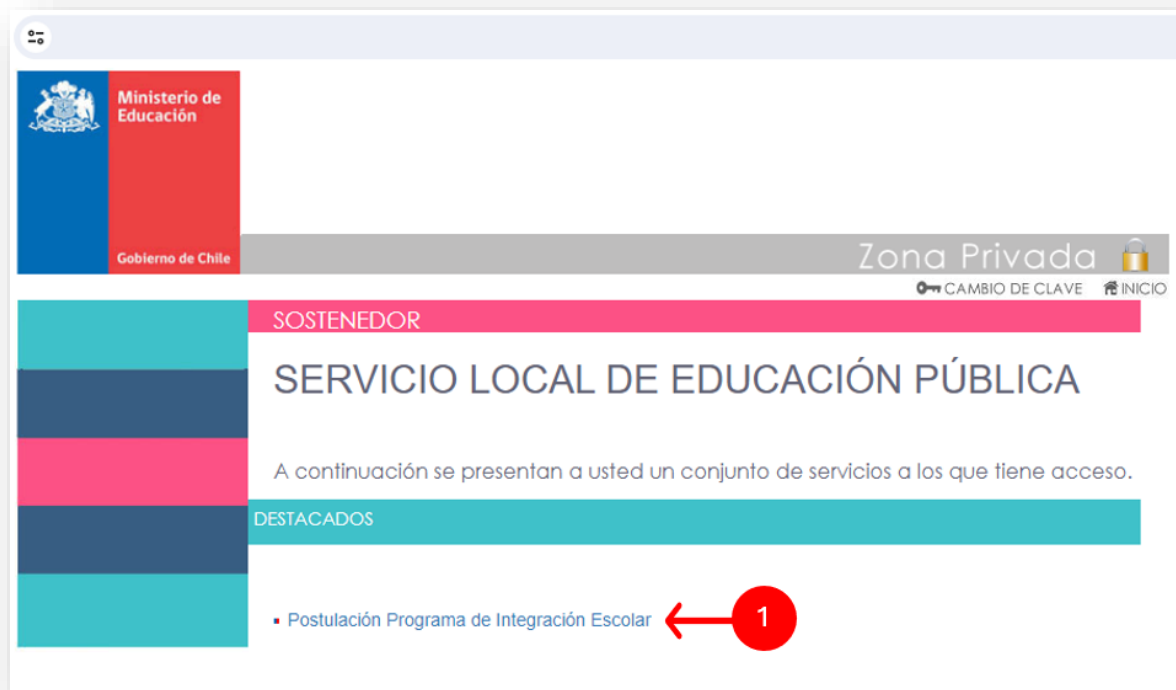 Ministerio de
Educación
Gobierno de Chile
Zona Privada
CAMBIO DE CLAVE INICIO
SOSTENEDOR
SERVICIO LOCAL DE EDUCACIÓN PÚBLICA
A continuación se presentan a usted un conjunto de servicios a los que tiene acceso.
DESTACADOS
Postulación Programa de Integración Escolar 1